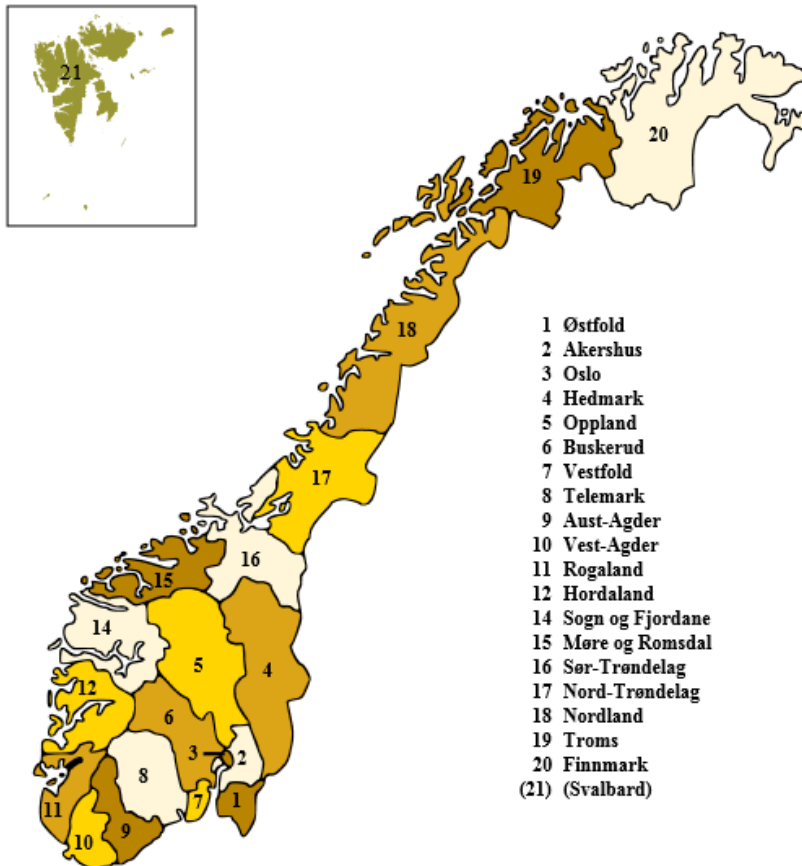 21
20
19
18
17
16
15
14
5
4
12
6
3
2
8
7
1
11
9
10
1 Østfold
2 Akershus
3 Oslo
4 Hedmark
5 Oppland
6 Buskerud
7 Vestfold
8 Telemark
9 Aust-Agder
10 Vest-Agder
11 Rogaland
12 Hordaland
14 Sogn og Fjordane
15 Møre og Romsdal
16 Sør-Trøndelag
17 Nord-Trøndelag
18 Nordland
19 Troms
20 Finnmark
(21) (Svalbard)